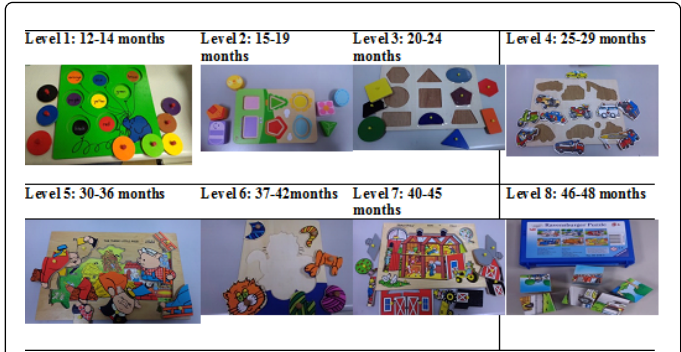 Level 1: 12-14 months
Level 2: 15-19
months
Level 3: 20-24
months
Level 4: 25-29 months
Level 5: 30-36 months
Level 6: 37-42months
Level 7: 40-45
months
Level 8: 46-48 months
Ravensburger Puzzle